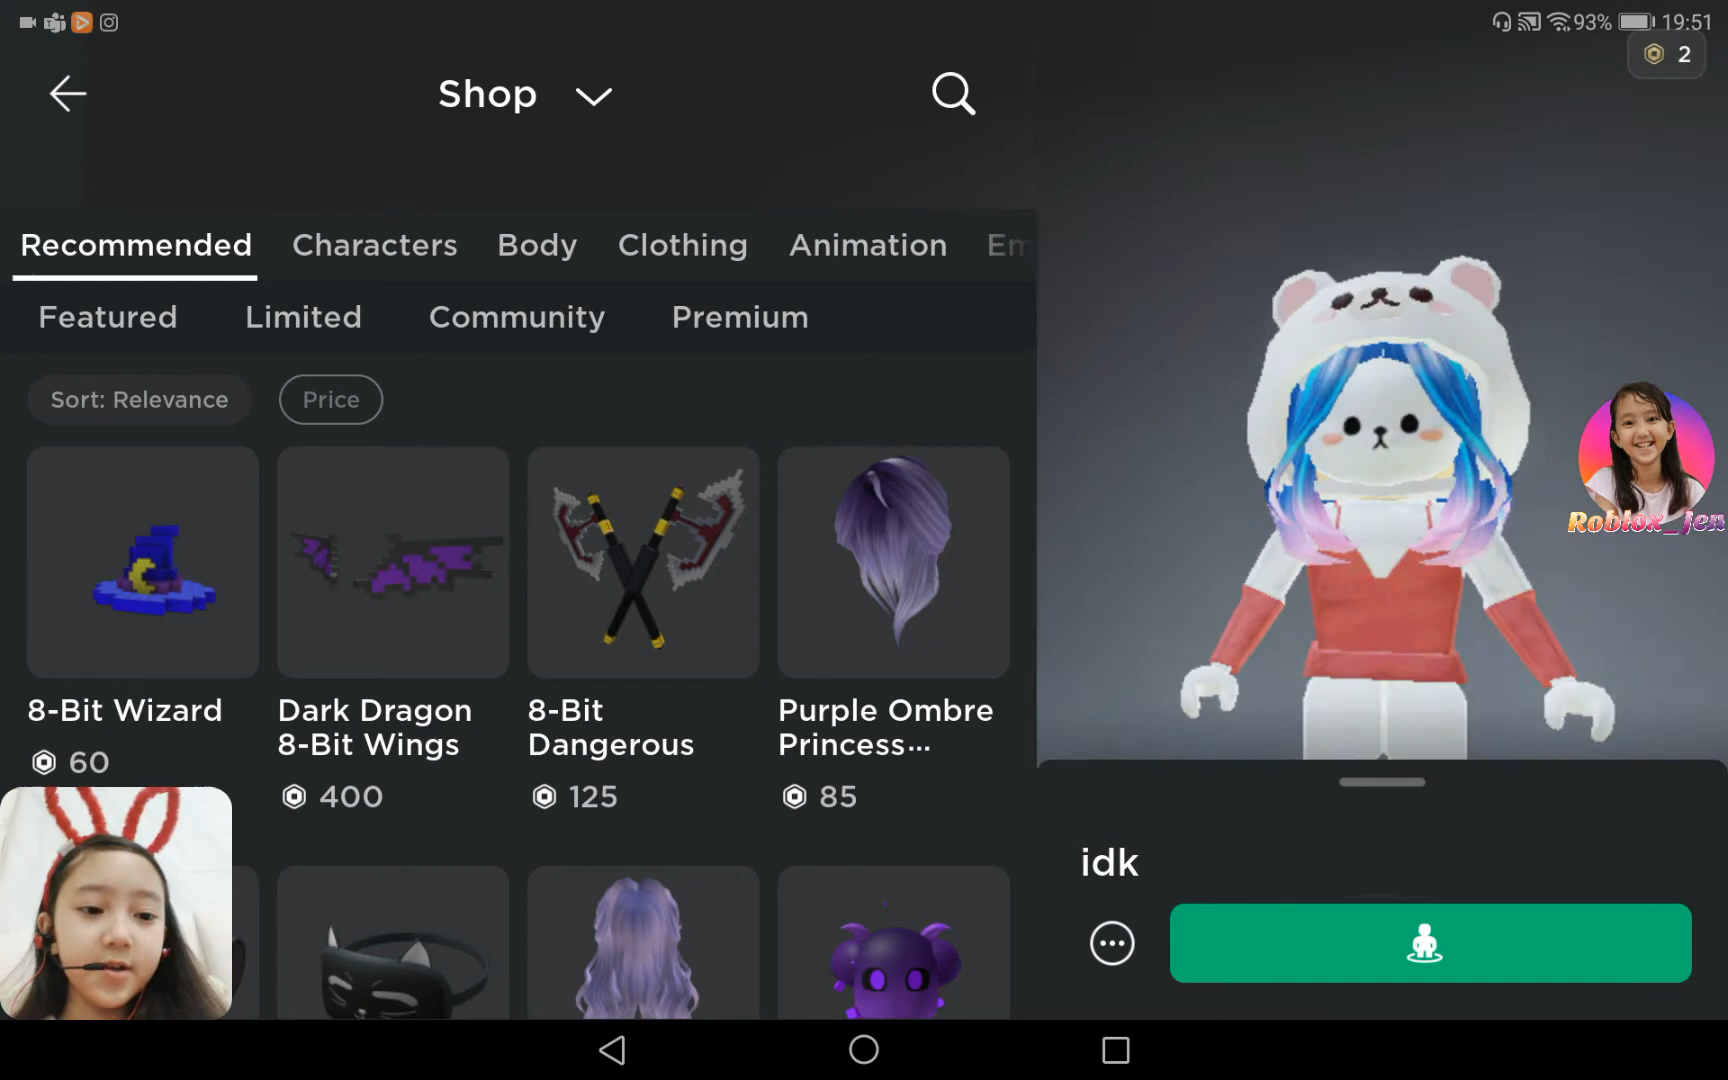 93% 19:51
2
Shop
Recommended Characters Body Clothing Animation Em
Featured Limited Community Premium
Sort: Relevance Price
8-Bit Wizard
60
Dark Dragon
8-Bit Wings
400
8-Bit
Dangerous
125
Purple Ombre
Princess...
85
Roblox_Jen
idk